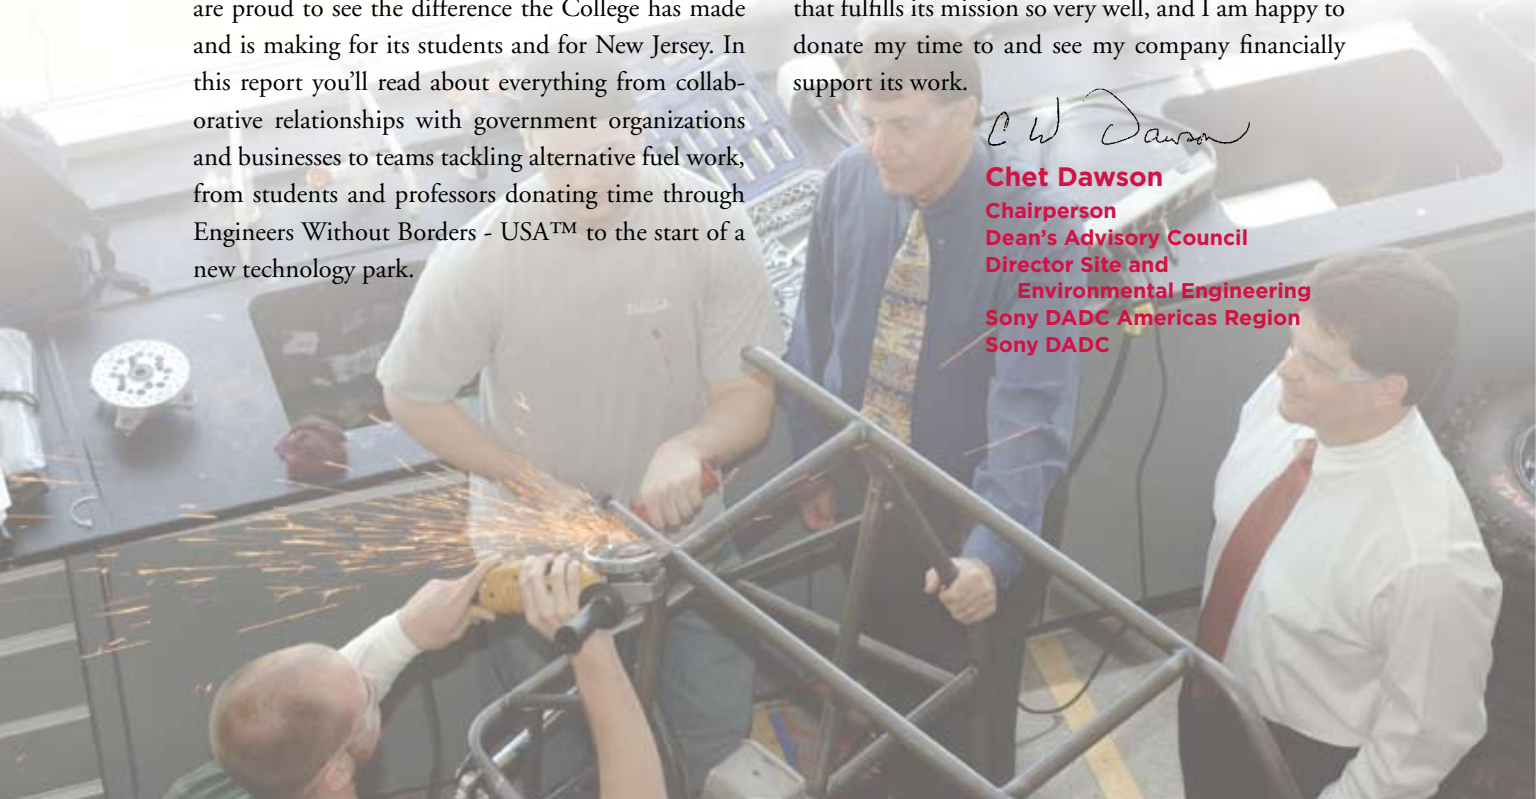 are proud to see the difference the College has made
and is making for its students and for New Jersey. In
this report you’ll read about everything from collab-
orative relationships with government organizations
and businesses to teams tackling alternative fuel work,
from students and professors donating time through
Engineers Without Borders - USA™ to the start of a
new technology park.
that fulfills its mission so very well, and I am happy to
donate my time to and see my company financially
support its work.
C W Dawson
Chet Dawson
Chairperson
Dean’s Advisory Council
Director Site and
Environmental Engineering
Sony DADC Americas Region
Sony DADC